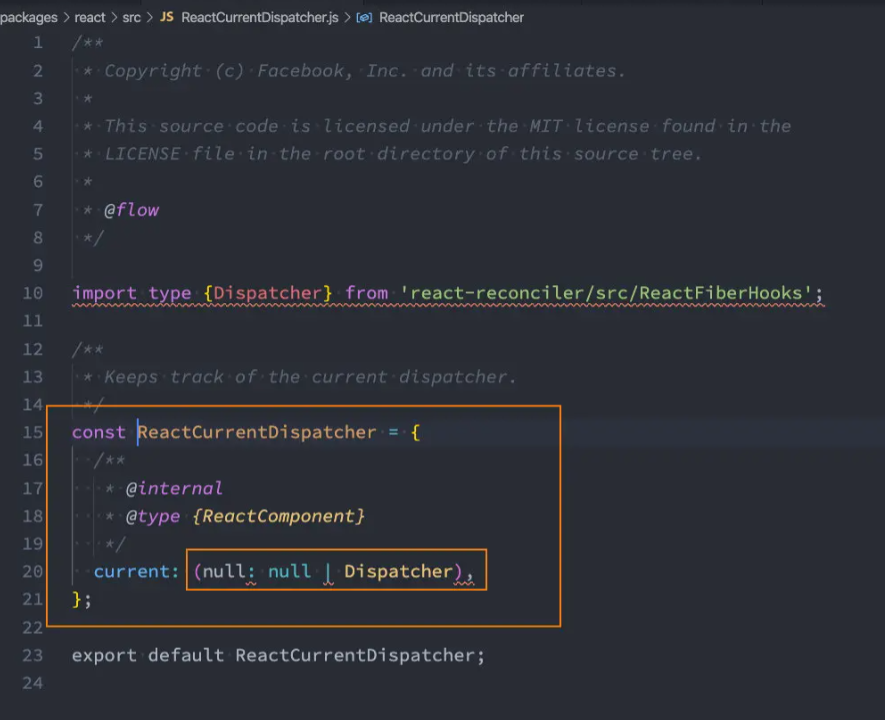 packages > react > src > JS ReactCurrentDispatcher.js > ReactCurrentDispatcher
1 /**
2  * Copyright (c) Facebook, Inc. and its affiliates.
3  *
4  * This source code is licensed under the MIT license found in the
5  * LICENSE file in the root directory of this source tree.
6  *
7  * @flow
8  */
9
10 import type {Dispatcher} from 'react-reconciler/src/ReactFiberHooks';
11
12 /**
13  * Keeps track of the current dispatcher.
14  */
15 const ReactCurrentDispatcher = {
16   /**
17    * @internal
18    * @type {ReactComponent}
19    */
20   current: (null: null | Dispatcher),
21 };
22
23 export default ReactCurrentDispatcher;
24